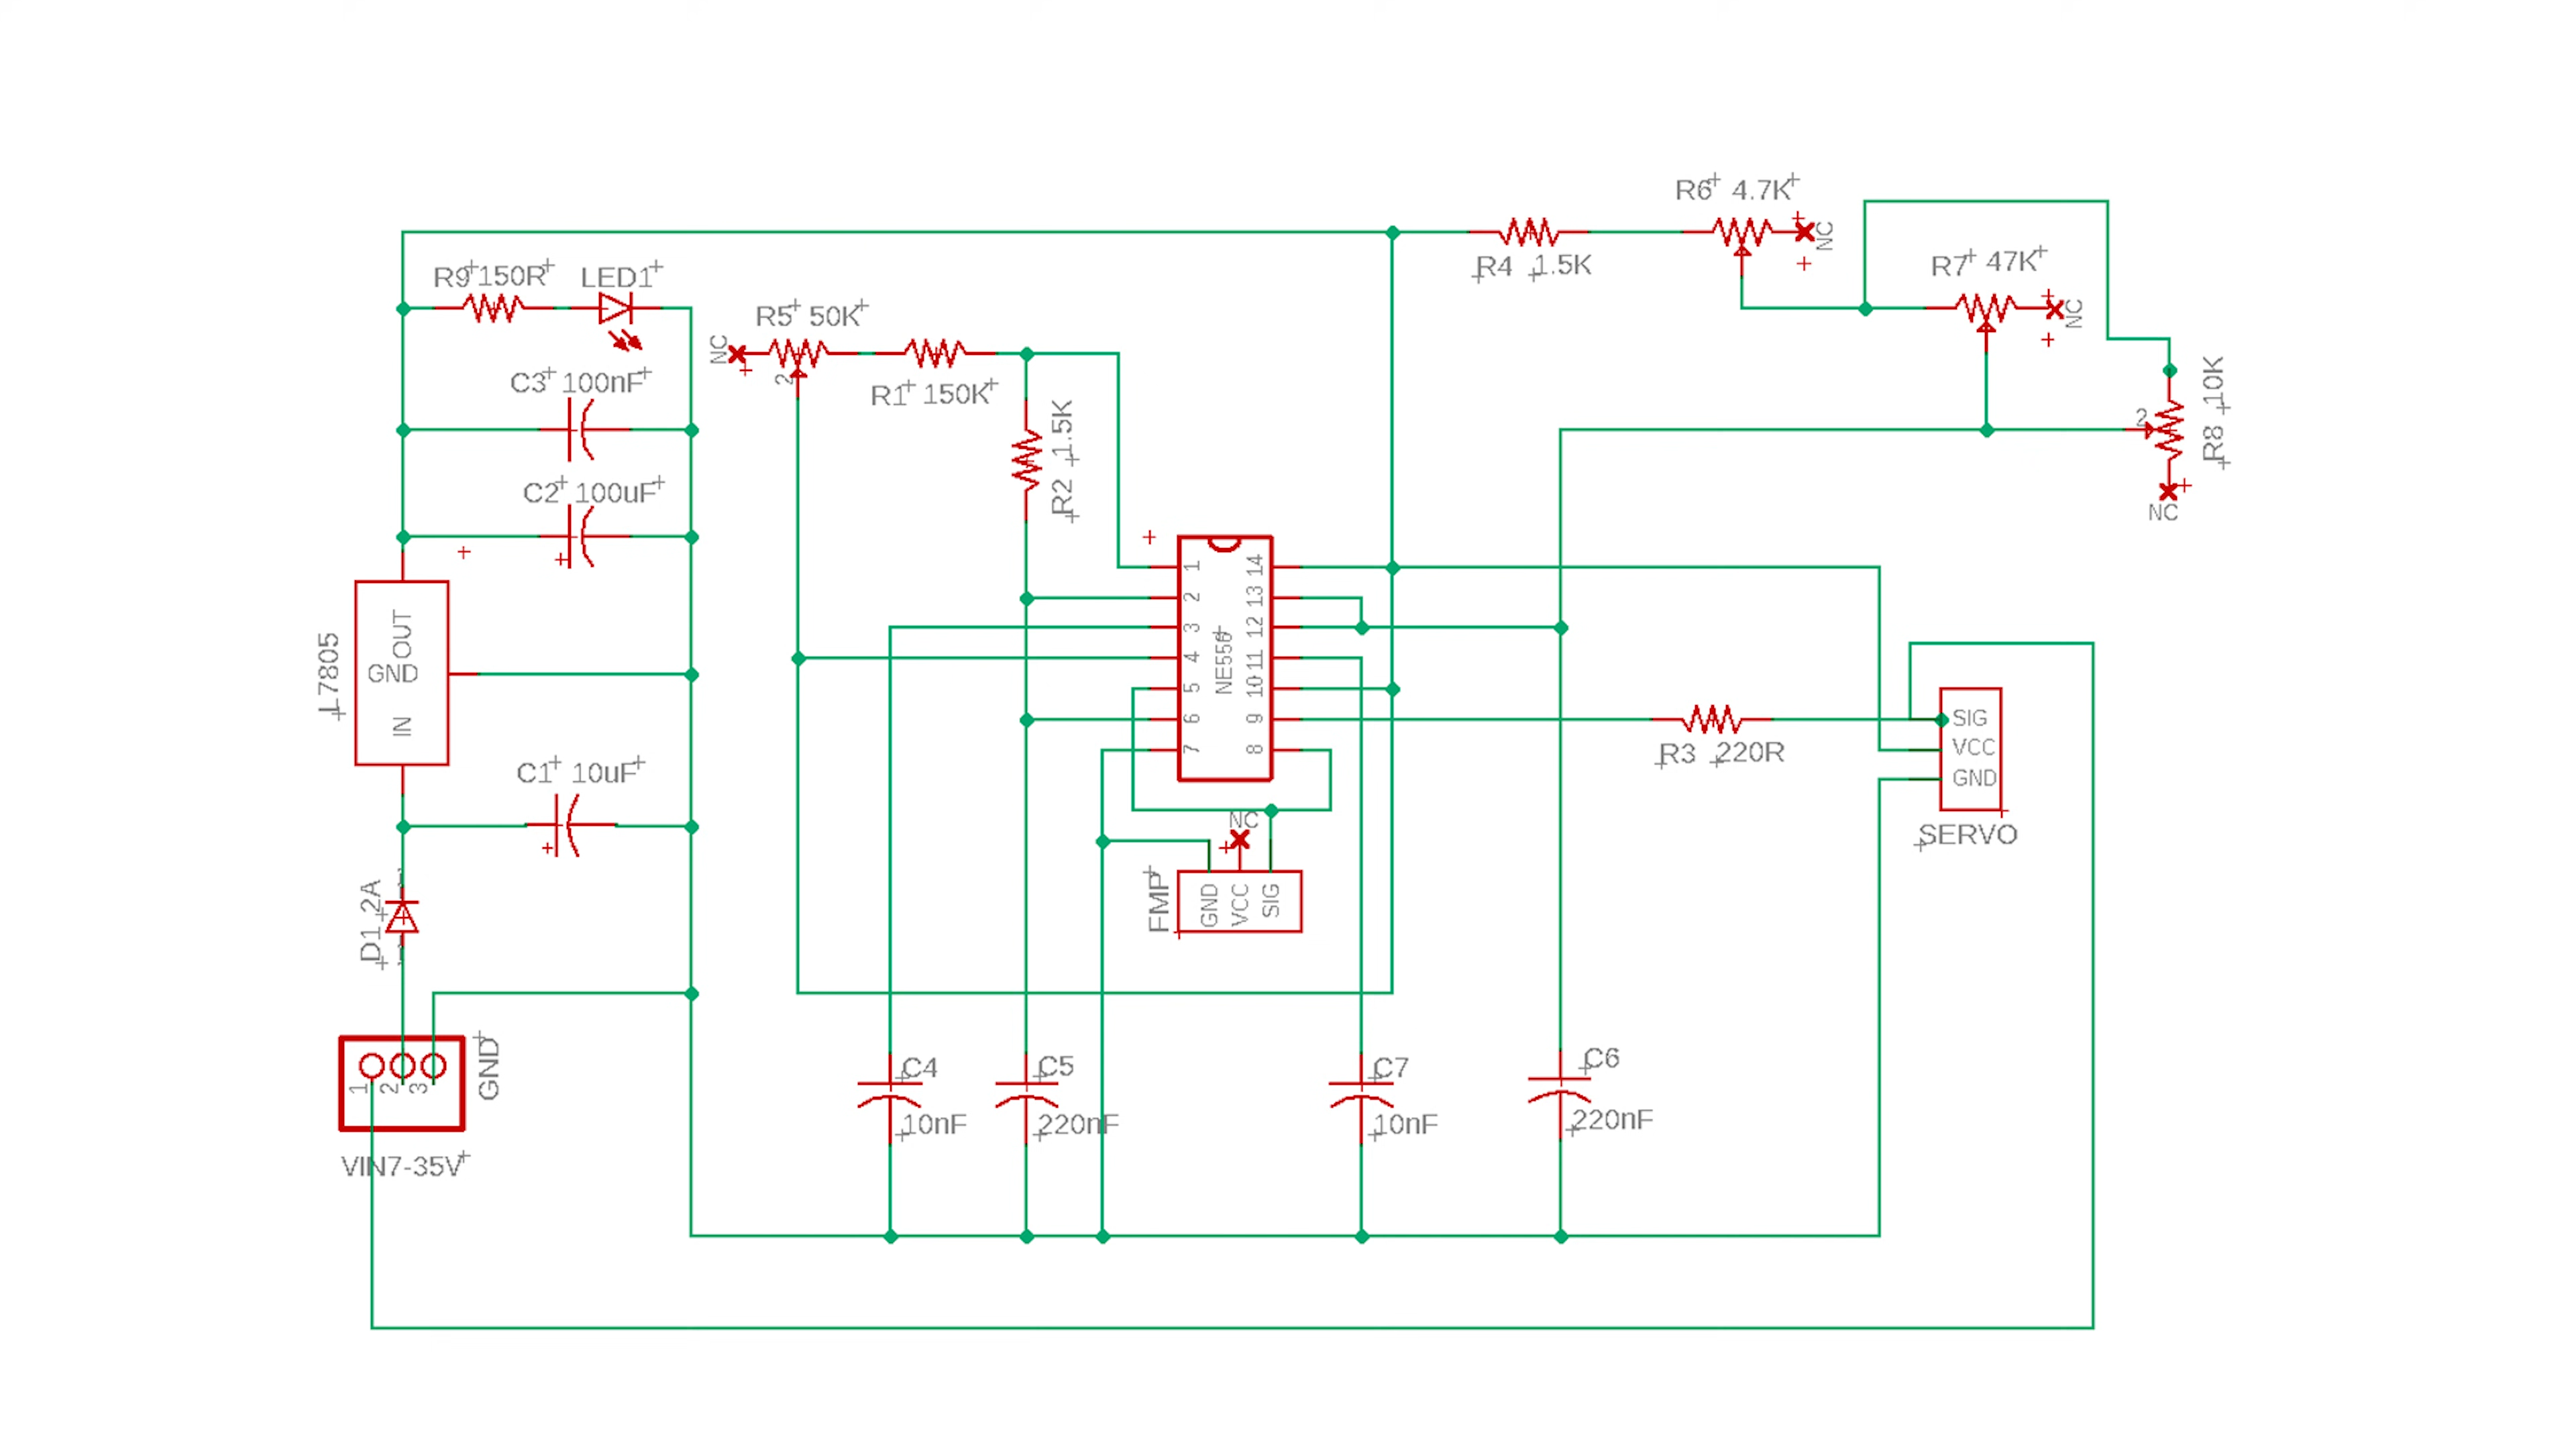 R6 4.7K
NC
R4 1.5K
R7 47K
NC
R9 150R LED1
R5 50K
NC
2
R1 150K
C3 100nF
R2 1.5K
2
R8 10K
NC
C2 100uF
L7805
OUT
GND
IN
NE556
1 14
2 13
3 12
4 11
5 10
6 9
7 8
R3 220R
SIG
VCC
GND
SERVO
C1 10uF
NC
FMP
GND
VCC
SIG
D1 2A
1 2 3
GND
VIN7-35V
C4
10nF
C5
220nF
C7
10nF
C6
220nF